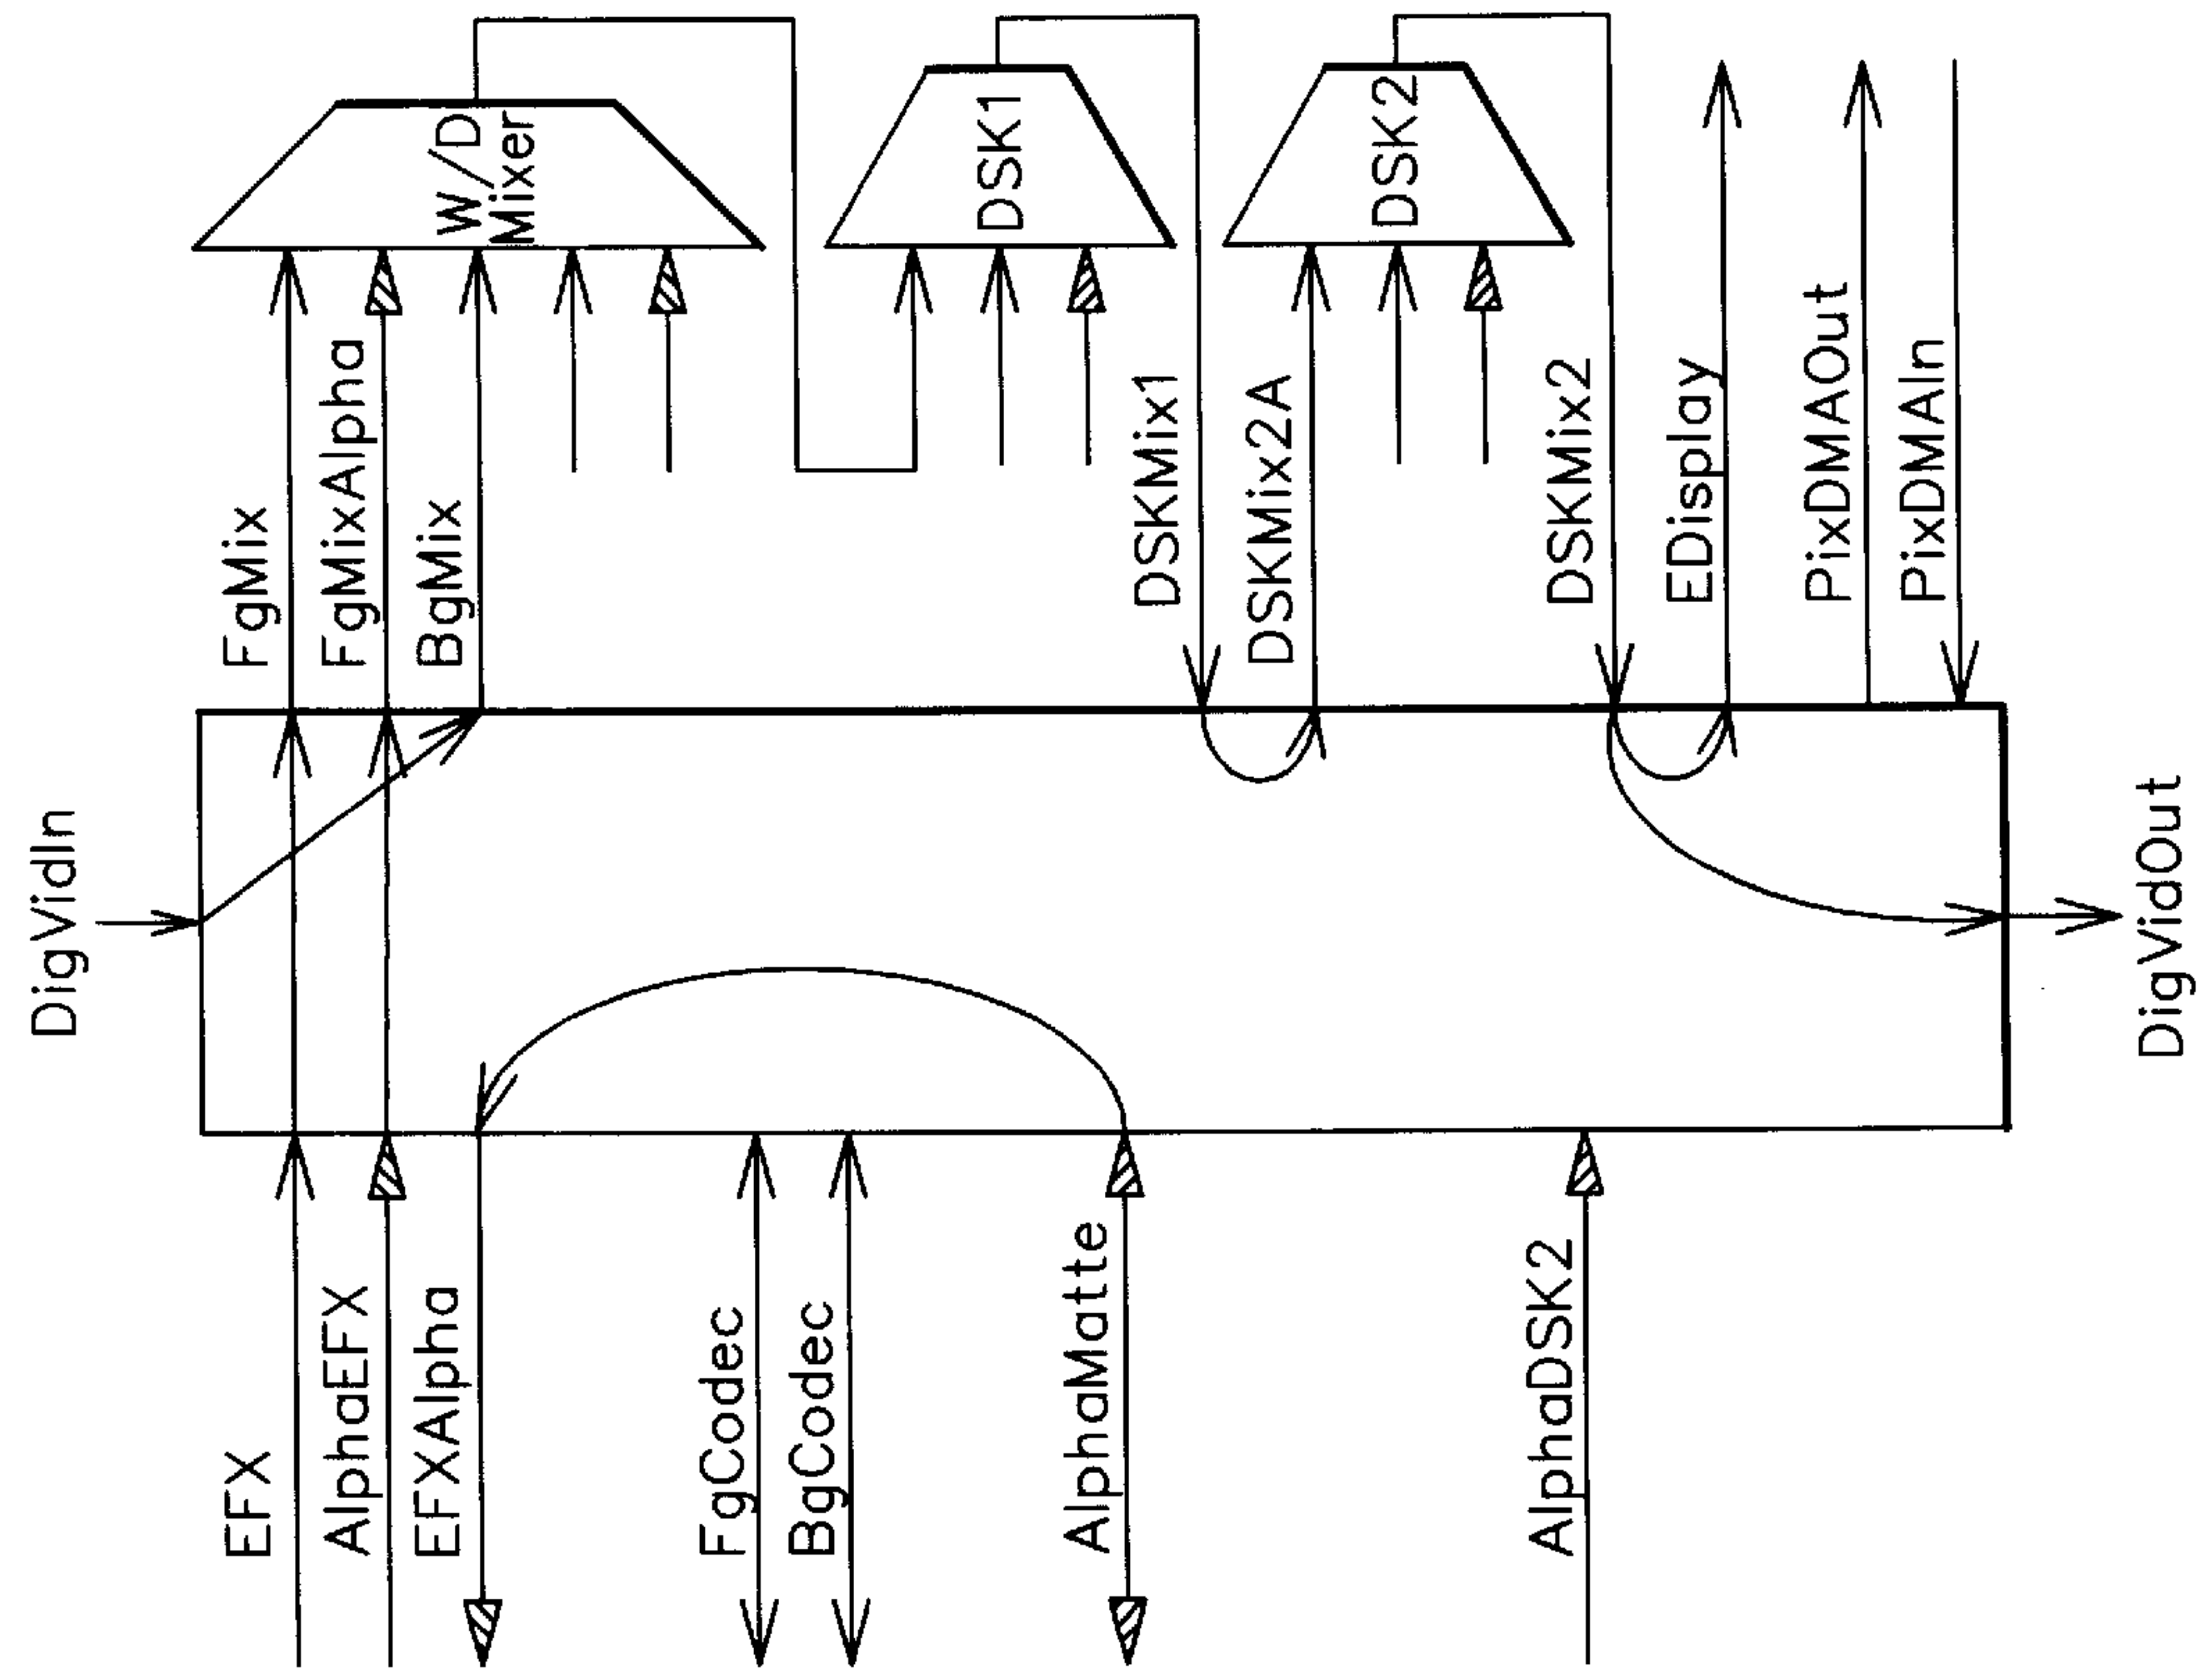 DigVidIn
EFX
AlphaEFX
EFXAlpha
FgCodec
BgCodec
AlphaMatte
AlphaDSK2
FgMix
FgMixAlpha
BgMix
W/D
Mixer
DSK1
DSKMix1
DSKMix2A
DSK2
DSKMix2
EDisplay
PixDMAOut
PixDMAIn
DigVidOut